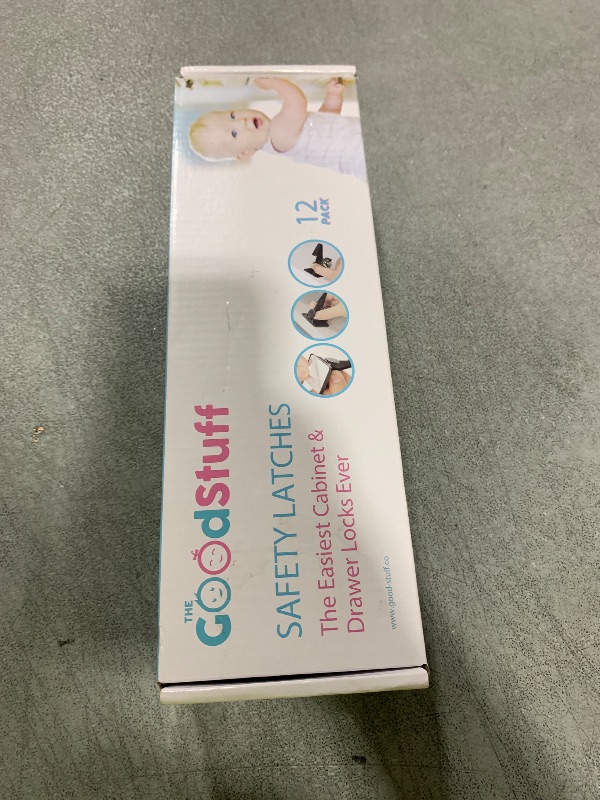 THE
GOOdStuff
SAFETY LATCHES
The Easiest Cabinet &
Drawer Locks Ever
www.good-stuff.co
12
PACK